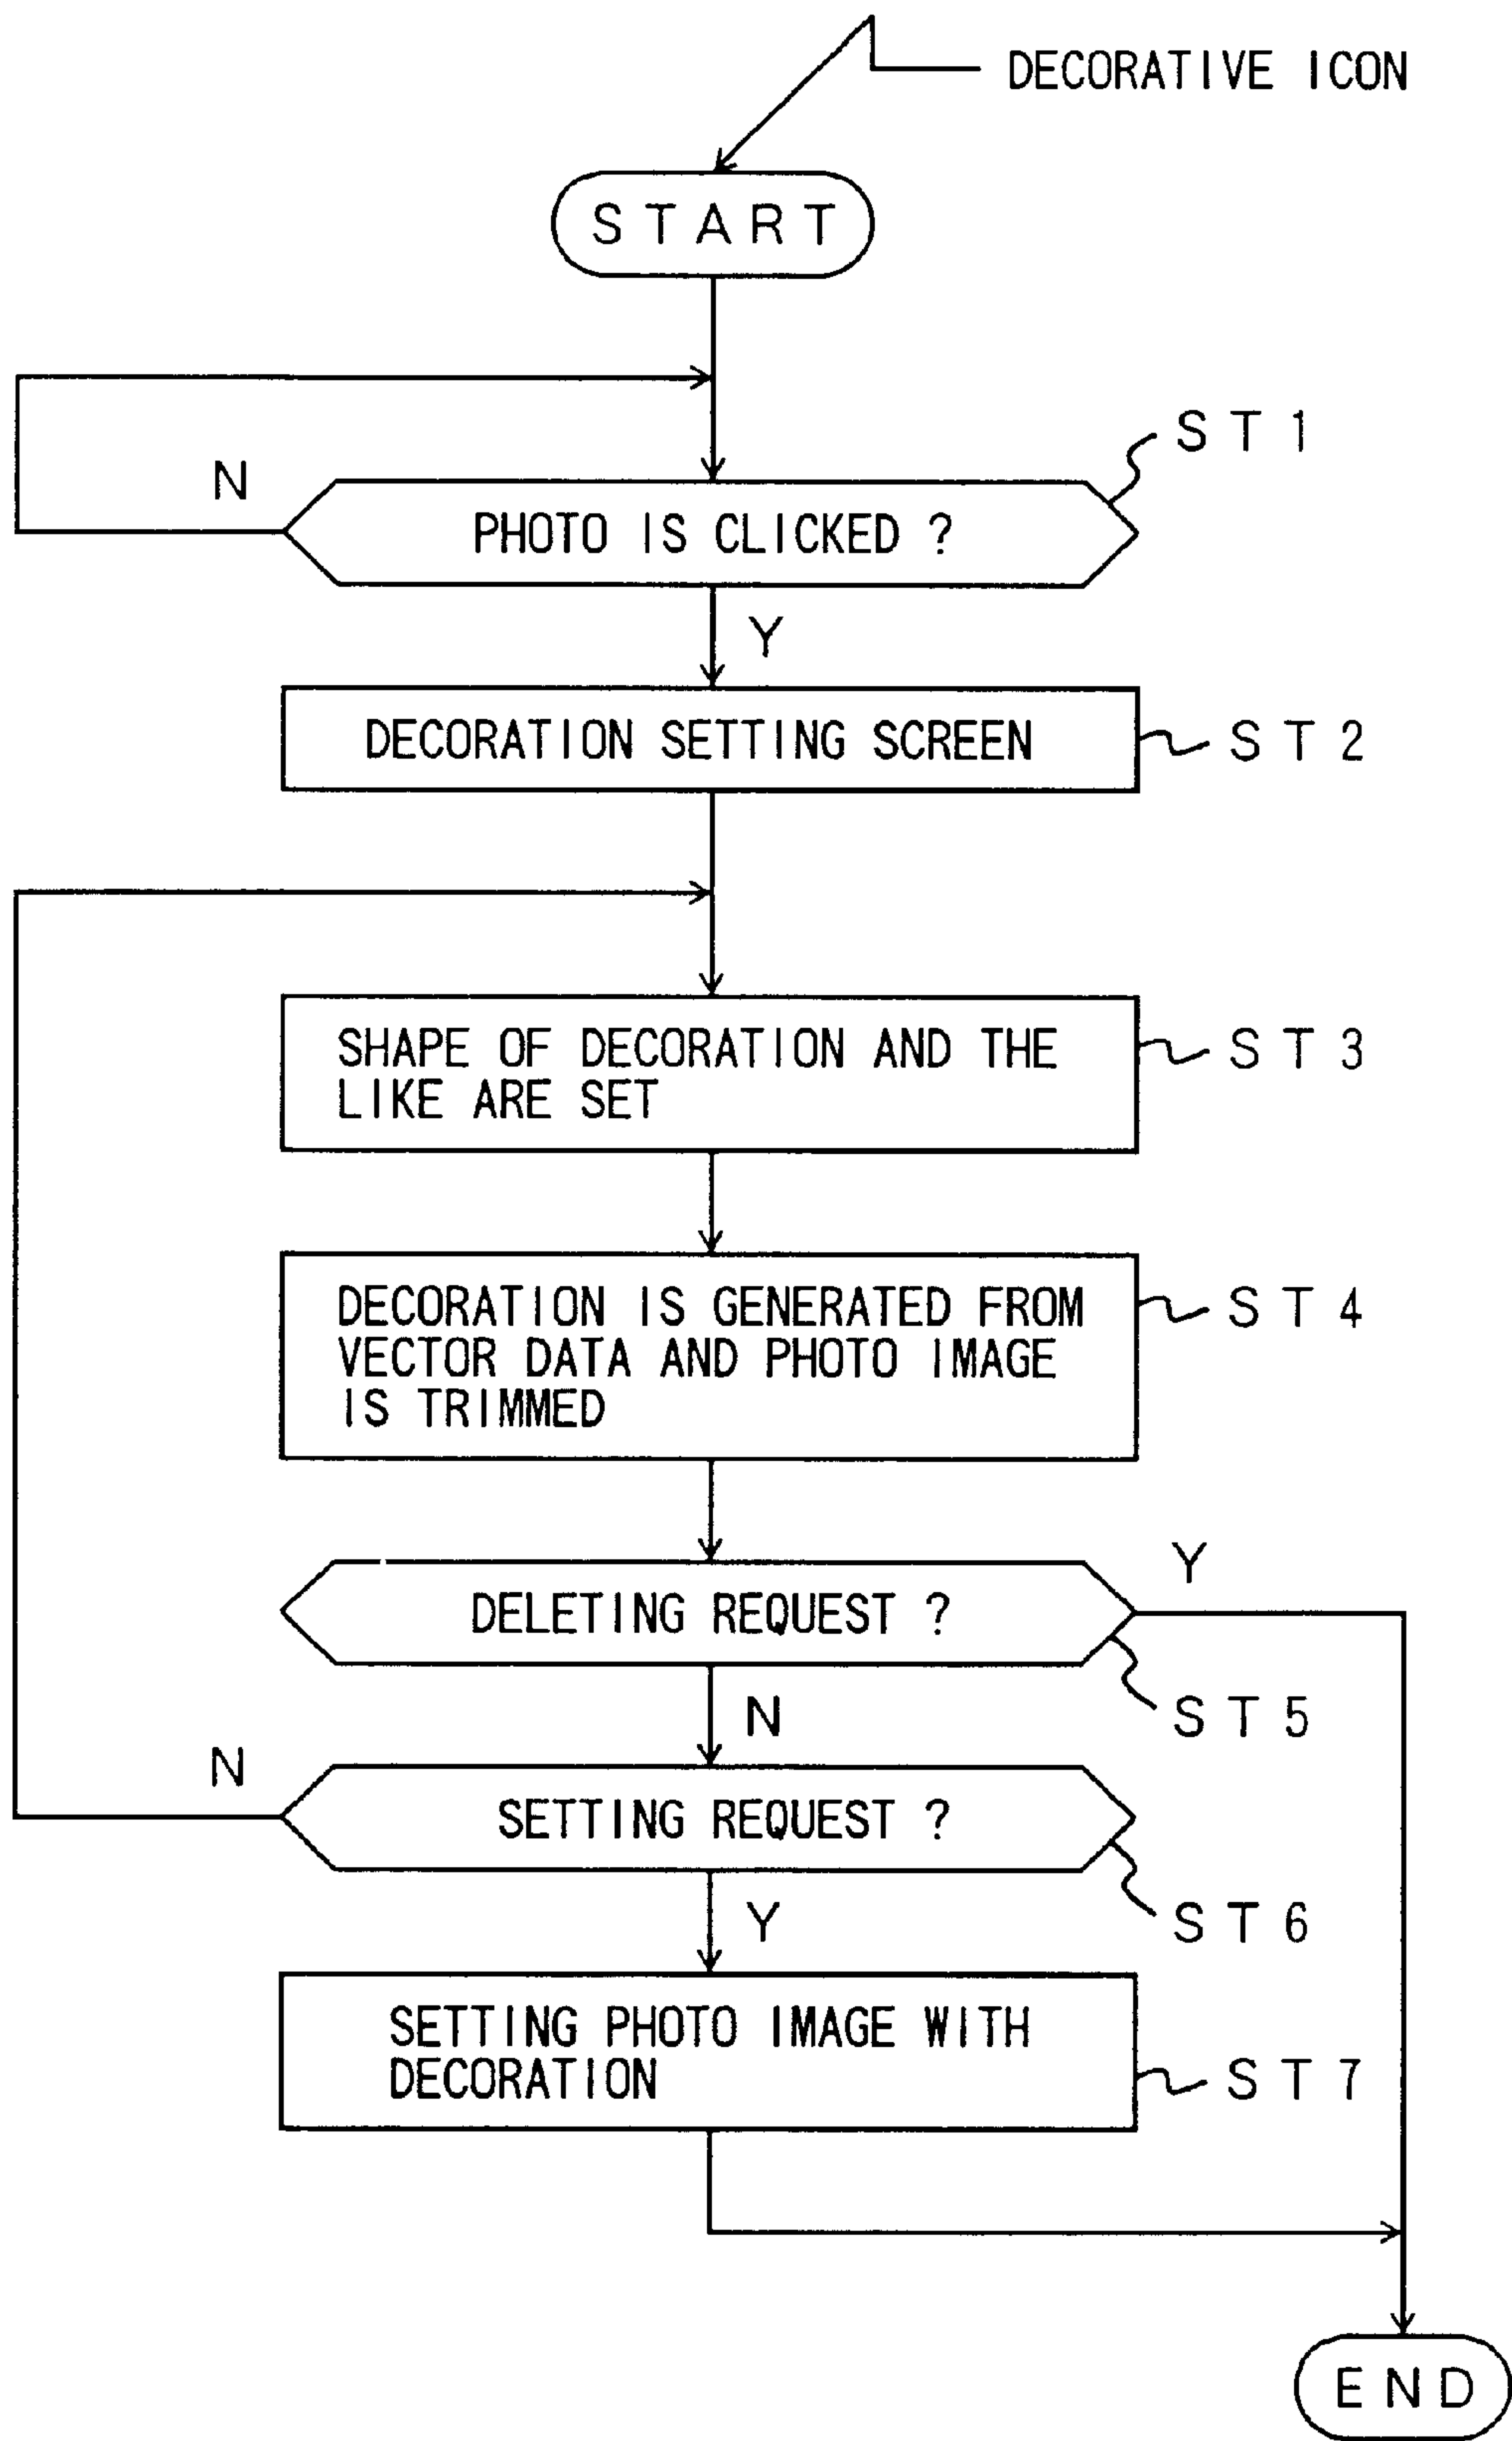 DECORATIVE ICON
START
ST1
N
PHOTO IS CLICKED ?
Y
DECORATION SETTING SCREEN
ST2
SHAPE OF DECORATION AND THE
LIKE ARE SET
ST3
DECORATION IS GENERATED FROM
VECTOR DATA AND PHOTO IMAGE
IS TRIMMED
ST4
Y
DELETING REQUEST ?
N
ST5
N
SETTING REQUEST ?
Y
ST6
SETTING PHOTO IMAGE WITH
DECORATION
ST7
END